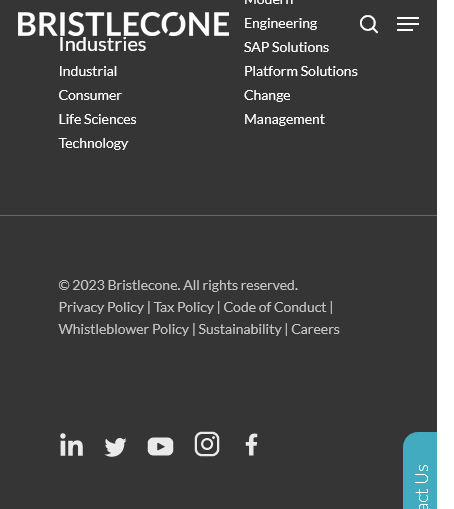 BRISTLECONE
Industries
Industrial
Consumer
Life Sciences
Technology
Modern
Engineering
SAP Solutions
Platform Solutions
Change
Management
© 2023 Bristlecone. All rights reserved.
Privacy Policy | Tax Policy | Code of Conduct |
Whistleblower Policy | Sustainability | Careers
act Us